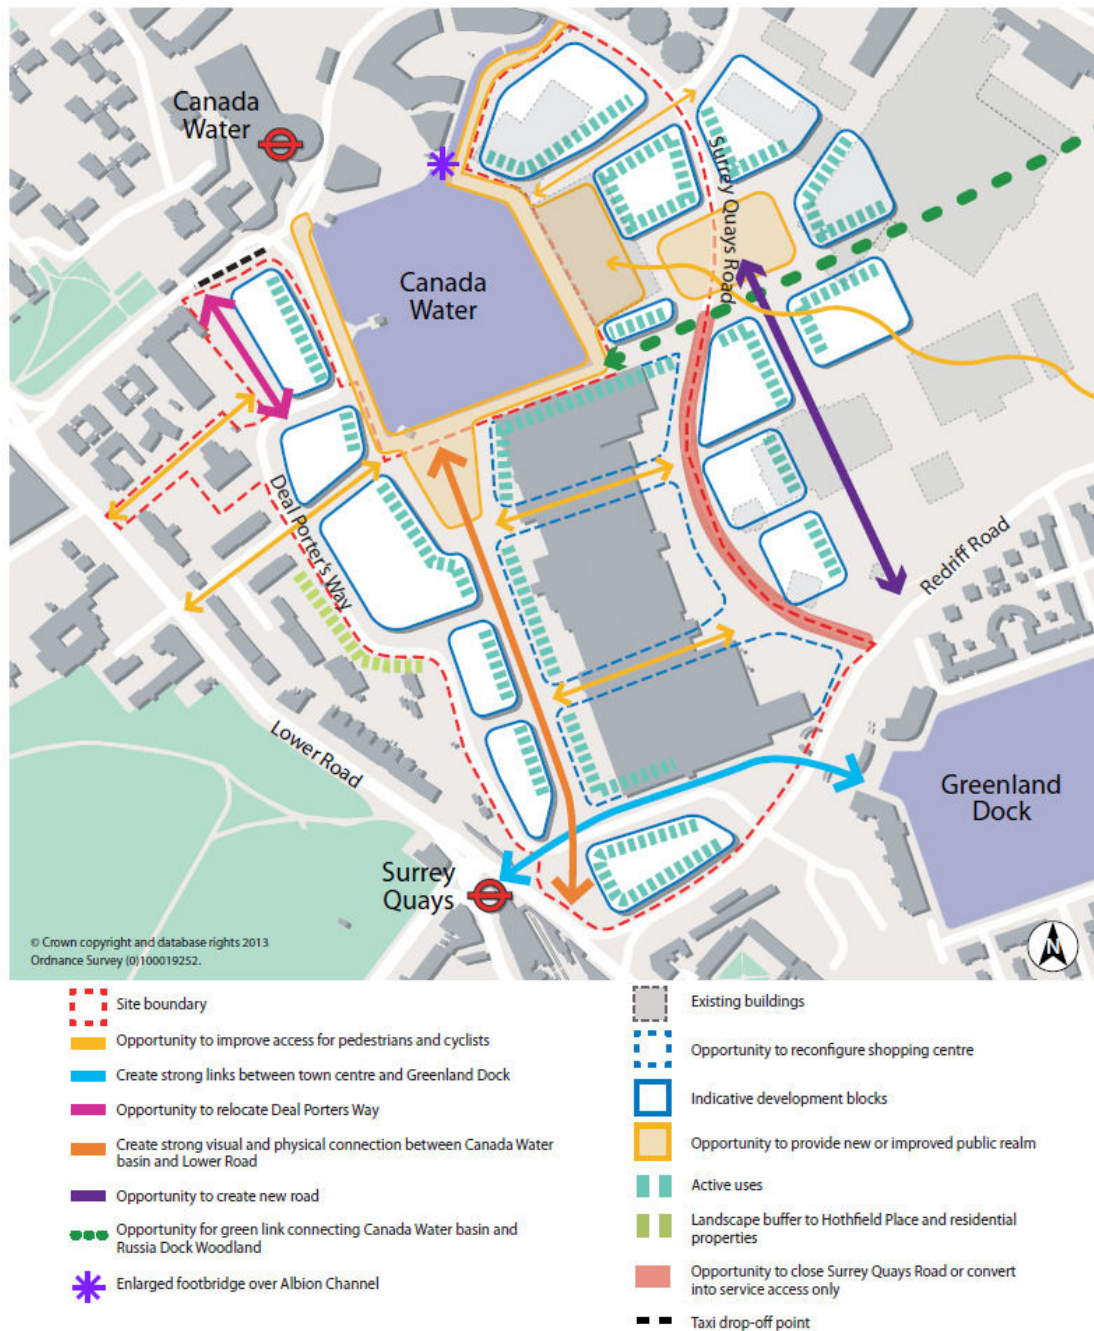 Canada
Water
Surrey Quays Road
Canada
Water
Deal Porter's Way
Redriff Road
Lower Road
Greenland
Dock
Surrey
Quays
© Crown copyright and database rights 2013
Ordnance Survey (0)100019252.
N
Site boundary
Opportunity to improve access for pedestrians and cyclists
Create strong links between town centre and Greenland Dock
Opportunity to relocate Deal Porters Way
Create strong visual and physical connection between Canada Water
basin and Lower Road
Opportunity to create new road
Opportunity for green link connecting Canada Water basin and
Russia Dock Woodland
Enlarged footbridge over Albion Channel
Existing buildings
Opportunity to reconfigure shopping centre
Indicative development blocks
Opportunity to provide new or improved public realm
Active uses
Landscape buffer to Hothfield Place and residential
properties
Opportunity to close Surrey Quays Road or convert
into service access only
Taxi drop-off point